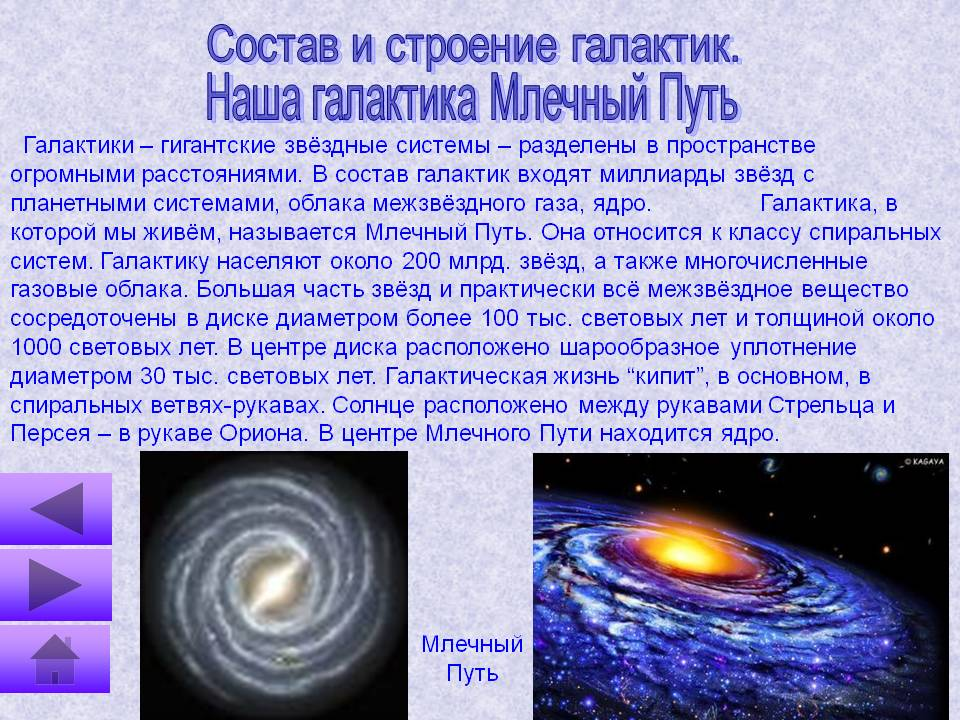 Состав и строение галактик.
Наша галактика Млечный Путь
Галактики – гигантские звёздные системы – разделены в пространстве
огромными расстояниями. В состав галактик входят миллиарды звёзд с
планетными системами, облака межзвёздного газа, ядро. Галактика, в
которой мы живём, называется Млечный Путь. Она относится к классу спиральных
систем. Галактику населяют около 200 млрд. звёзд, а также многочисленные
газовые облака. Большая часть звёзд и практически всё межзвёздное вещество
сосредоточены в диске диаметром более 100 тыс. световых лет и толщиной около
1000 световых лет. В центре диска расположено шарообразное уплотнение
диаметром 30 тыс. световых лет. Галактическая жизнь “кипит”, в основном, в
спиральных ветвях-рукавах. Солнце расположено между рукавами Стрельца и
Персея – в рукаве Ориона. В центре Млечного Пути находится ядро.
© KAGAYA
Млечный
Путь